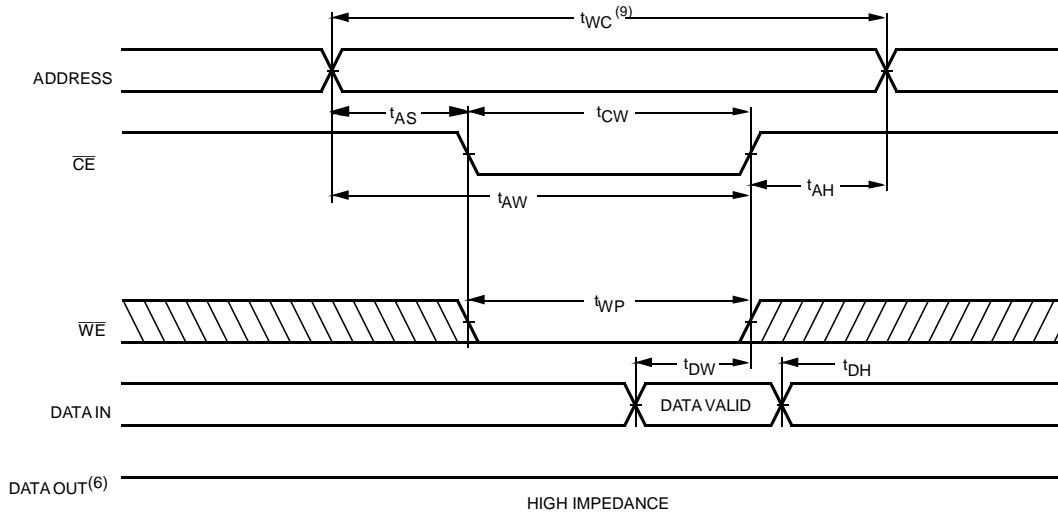 tWC (9)
ADDRESS
tAS
tCW
CE
tAH
tAW
tWP
WE
tDW
tDH
DATA IN
DATA VALID
DATA OUT(6)
HIGH IMPEDANCE